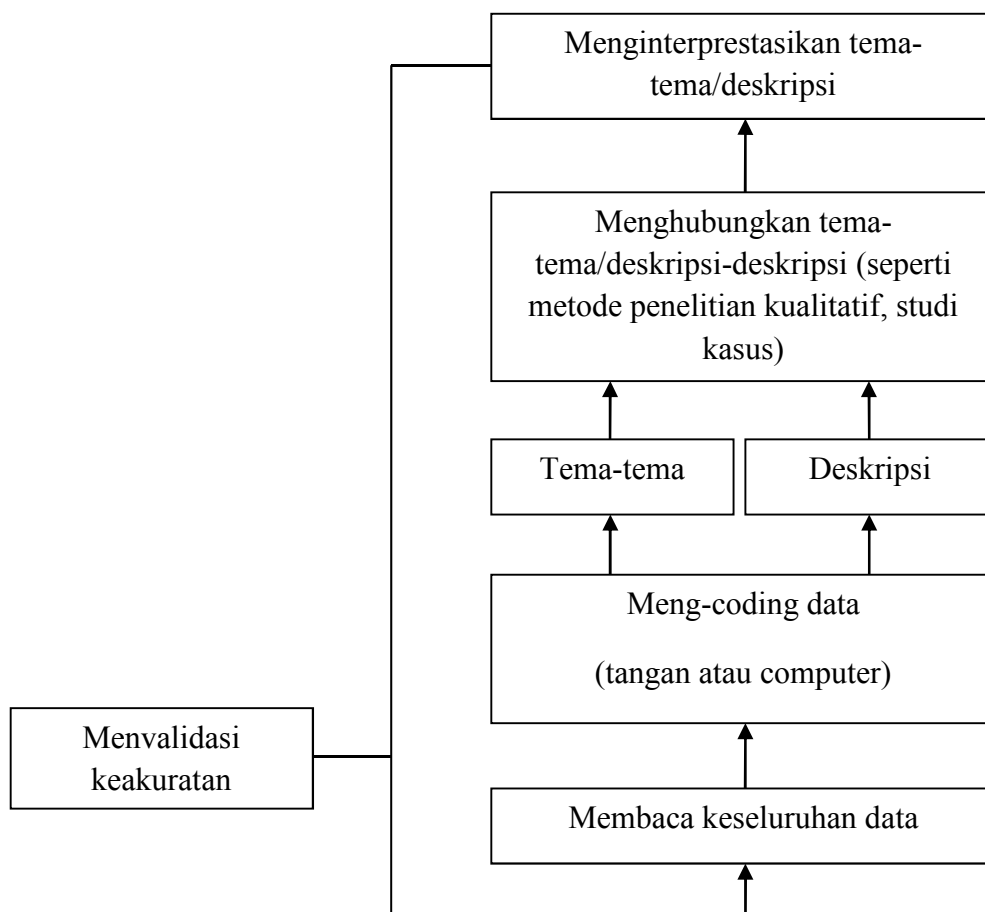 Menginterprestasikan tema-
tema/deskripsi
Menghubungkan tema-
tema/deskripsi-deskripsi (seperti
metode penelitian kualitatif, studi
kasus)
Tema-tema
Deskripsi
Meng-coding data
(tangan atau computer)
Menvalidasi
keakuratan
Membaca keseluruhan data